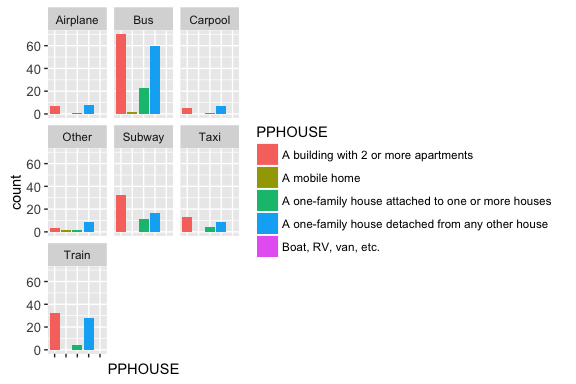 Airplane Bus Carpool
60
40
20
0
Other Subway Taxi
60
40
20
0
Train
60
40
20
0
count
PPHOUSE
PPHOUSE
A building with 2 or more apartments
A mobile home
A one-family house attached to one or more houses
A one-family house detached from any other house
Boat, RV, van, etc.